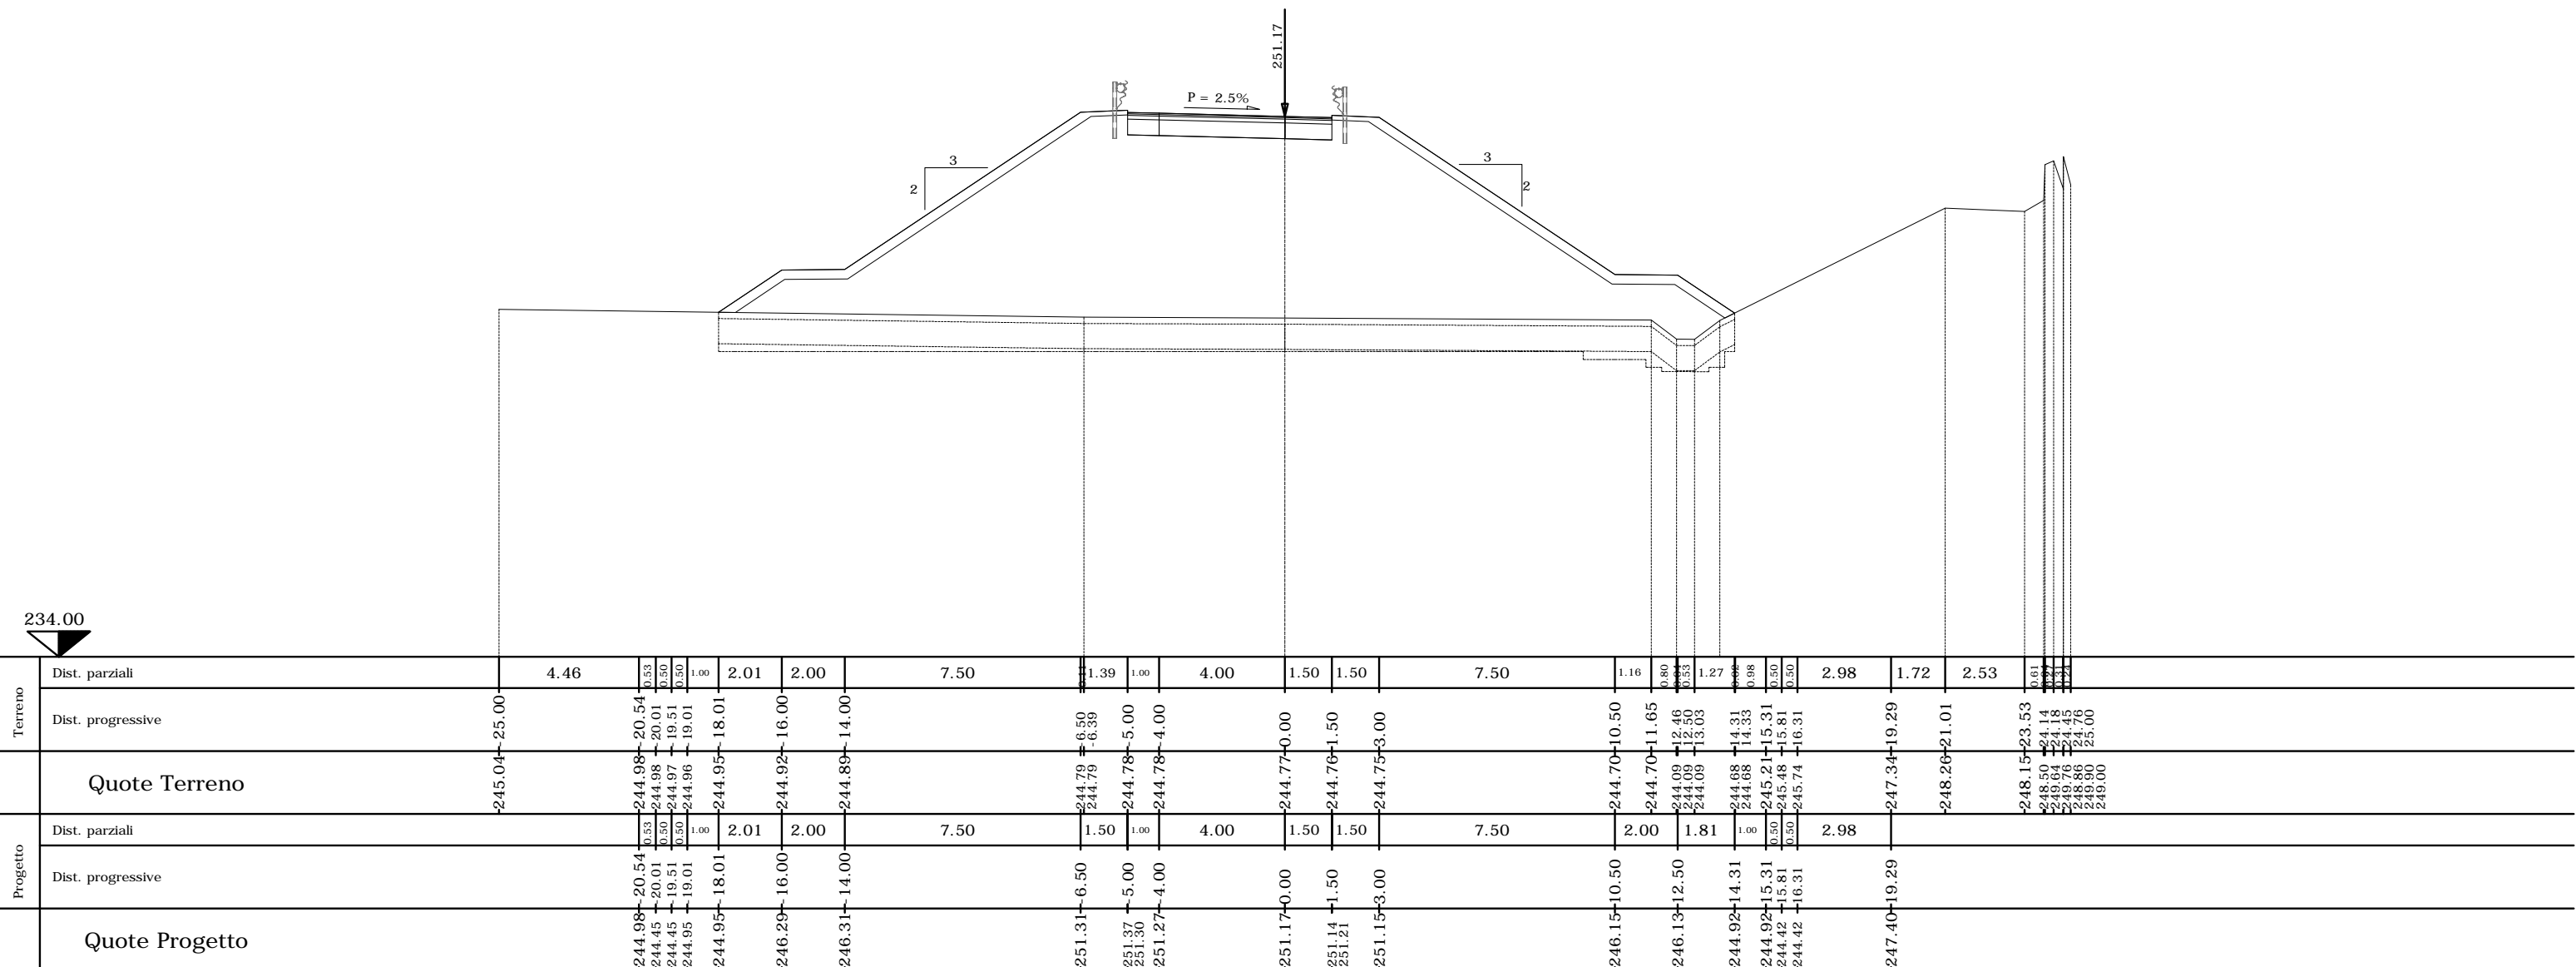 251.17
P = 2.5%
3
2
3
2
234.00
Terreno
Dist. parziali
4.46 0.53 0.50 0.50 1.00 2.01 2.00 7.50 0.11 1.39 1.00 4.00 1.50 1.50 7.50 1.16 0.80 0.04 0.53 1.27 0.02 0.98 0.50 0.50 2.98 1.72 2.53 0.61 0.27 0.31 0.24
Dist. progressive
-25.00 -20.54 -20.01 -19.51 -19.01 -18.01 -16.00 -14.00 -6.50 -6.39 -5.00 -4.00 0.00 1.50 3.00 10.50 11.65 12.46 12.50 13.03 14.31 14.33 15.31 15.81 16.31 19.29 21.01 23.53 24.14 24.18 24.45 24.76 25.00
Quote Terreno
245.04 244.98 244.98 244.97 244.96 244.95 244.92 244.89 244.79 244.79 244.78 244.78 244.77 244.76 244.75 244.70 244.70 244.09 244.09 244.09 244.68 244.68 245.21 245.48 245.74 247.34 248.26 248.15 248.50 249.64 249.76 248.86 249.90 249.00
Progetto
Dist. parziali
0.53 0.50 0.50 1.00 2.01 2.00 7.50 1.50 1.00 4.00 1.50 1.50 7.50 2.00 1.81 1.00 0.50 0.50 2.98
Dist. progressive
-20.54 -20.01 -19.51 -19.01 -18.01 -16.00 -14.00 -6.50 -5.00 -4.00 0.00 1.50 3.00 10.50 12.50 14.31 15.31 15.81 16.31 19.29
Quote Progetto
244.98 244.45 244.45 244.95 244.95 246.29 246.31 251.31 251.37 251.30 251.27 251.17 251.14 251.21 251.15 246.15 246.13 244.92 244.92 244.42 244.42 247.40